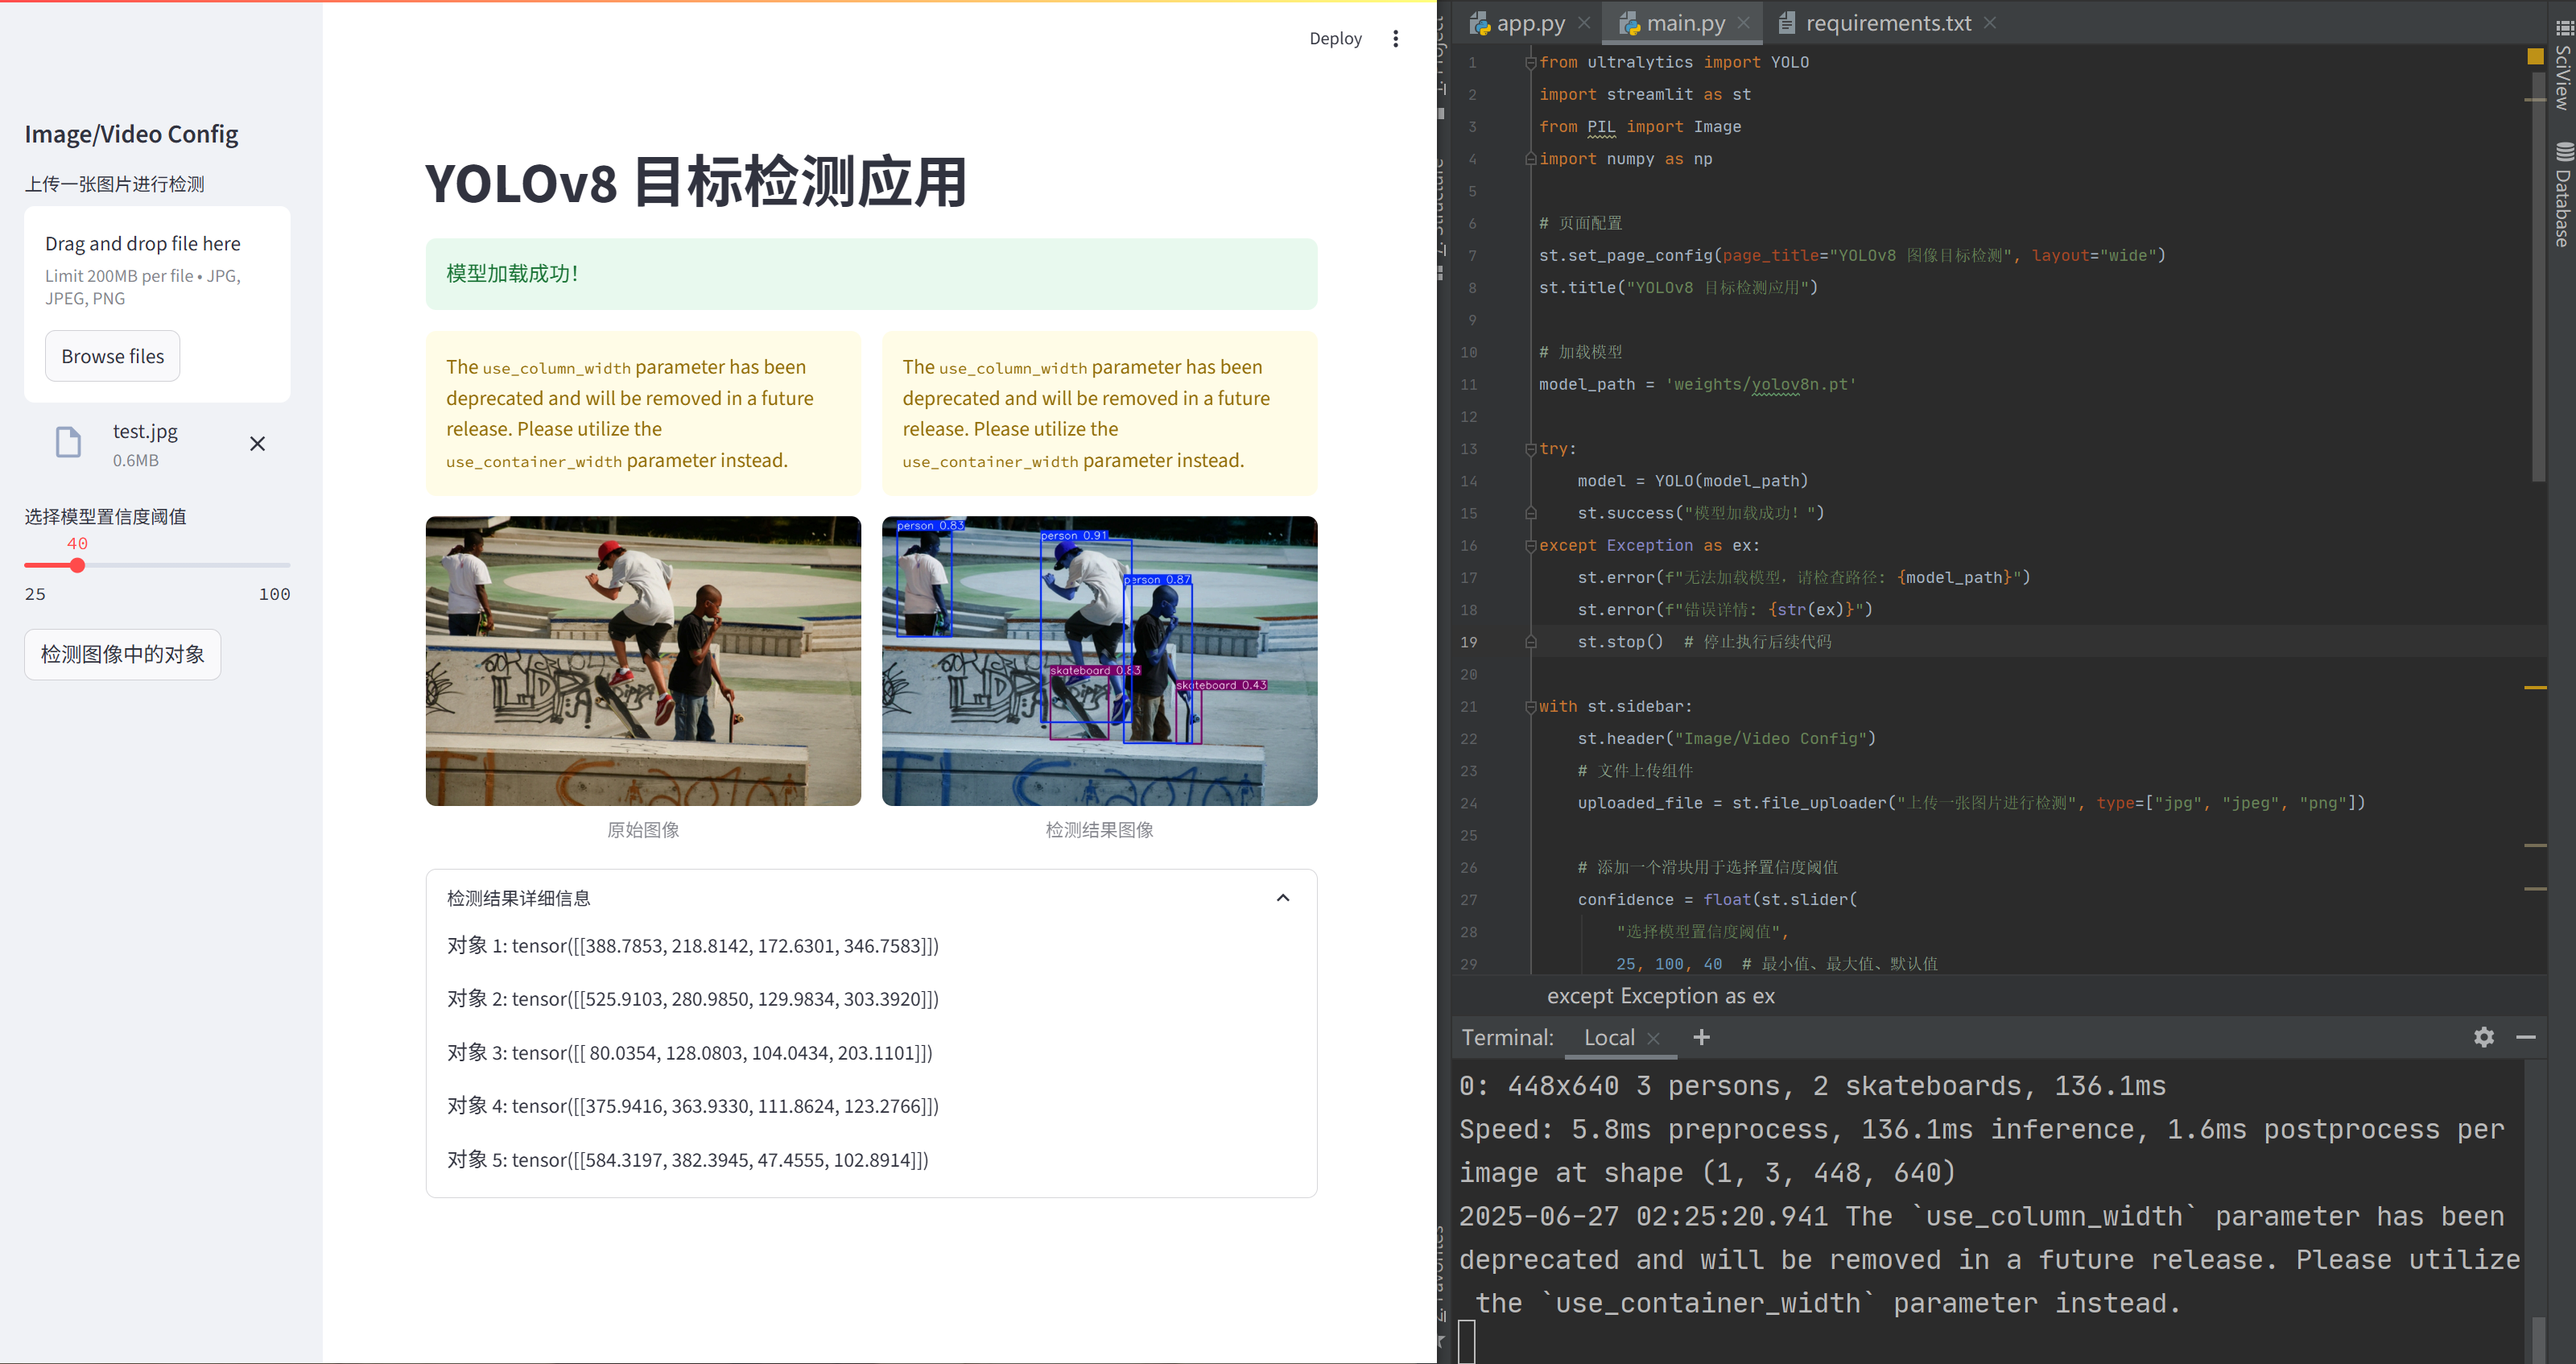 Deploy
Image/Video Config
上传一张图片进行检测
Drag and drop file here
Limit 200MB per file • JPG,
JPEG, PNG
Browse files
test.jpg
0.6MB
选择模型置信度阈值
40
25 100
检测图像中的对象
YOLOv8 目标检测应用
模型加载成功!
The use_column_width parameter has been
deprecated and will be removed in a future
release. Please utilize the
use_container_width parameter instead.
The use_column_width parameter has been
deprecated and will be removed in a future
release. Please utilize the
use_container_width parameter instead.
person 0.83
person 0.91
person 0.87
skateboard 0.83
skateboard 0.43
原始图像
检测结果图像
检测结果详细信息
对象 1: tensor([[388.7853, 218.8142, 172.6301, 346.7583]])
对象 2: tensor([[525.9103, 280.9850, 129.9834, 303.3920]])
对象 3: tensor([[ 80.0354, 128.0803, 104.0434, 203.1101]])
对象 4: tensor([[375.9416, 363.9330, 111.8624, 123.2766]])
对象 5: tensor([[584.3197, 382.3945, 47.4555, 102.8914]])
app.py main.py requirements.txt
1 from ultralytics import YOLO
2 import streamlit as st
3 from PIL import Image
4 import numpy as np
5
6 # 页面配置
7 st.set_page_config(page_title="YOLOv8 图像目标检测", layout="wide")
8 st.title("YOLOv8 目标检测应用")
9
10 # 加载模型
11 model_path = 'weights/yolov8n.pt'
12
13 try:
14 model = YOLO(model_path)
15 st.success("模型加载成功!")
16 except Exception as ex:
17 st.error(f"无法加载模型，请检查路径: {model_path}")
18 st.error(f"错误详情: {str(ex)}")
19 st.stop() # 停止执行后续代码
20
21 with st.sidebar:
22 st.header("Image/Video Config")
23 # 文件上传组件
24 uploaded_file = st.file_uploader("上传一张图片进行检测", type=["jpg", "jpeg", "png"])
25
26 # 添加一个滑块用于选择置信度阈值
27 confidence = float(st.slider(
28 "选择模型置信度阈值",
29 25, 100, 40 # 最小值、最大值、默认值
except Exception as ex
Terminal: Local +
0: 448x640 3 persons, 2 skateboards, 136.1ms
Speed: 5.8ms preprocess, 136.1ms inference, 1.6ms postprocess per
image at shape (1, 3, 448, 640)
2025-06-27 02:25:20.941 The `use_column_width` parameter has been
deprecated and will be removed in a future release. Please utilize
the `use_container_width` parameter instead.
SciView
Database